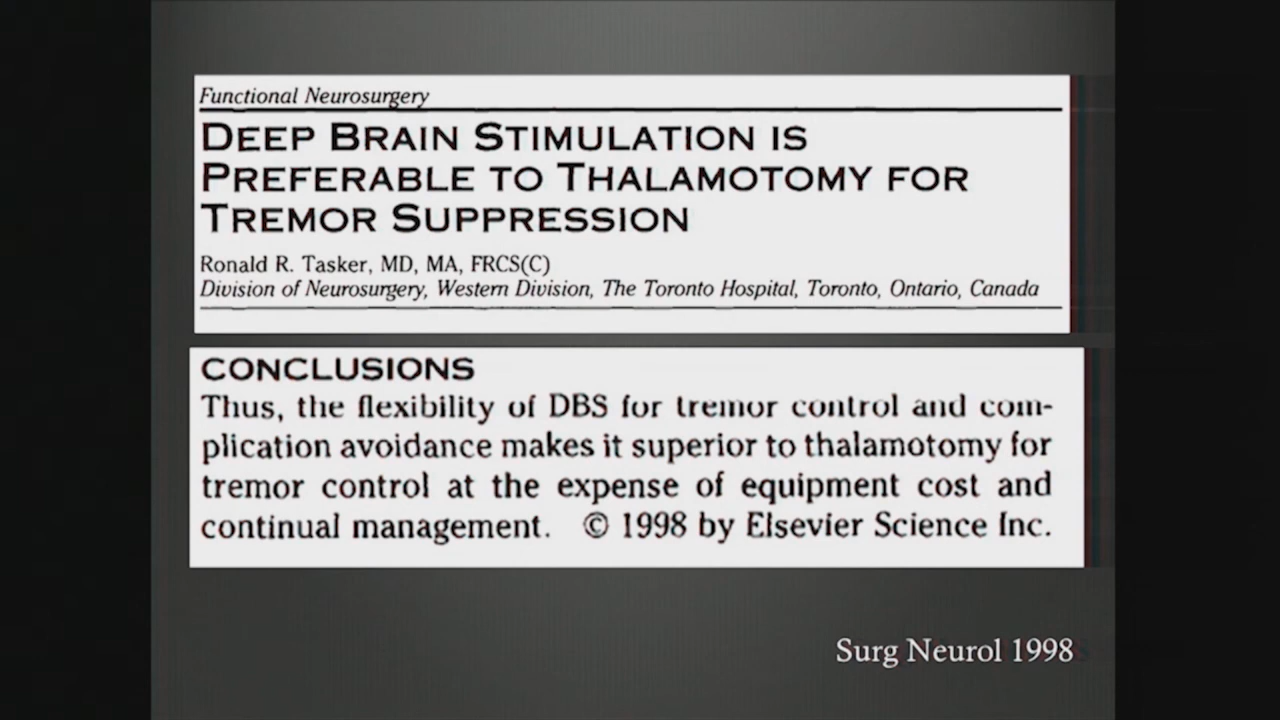 Functional Neurosurgery
DEEP BRAIN STIMULATION IS
PREFERABLE TO THALAMOTOMY FOR
TREMOR SUPPRESSION
Ronald R. Tasker, MD, MA, FRCS(C)
Division of Neurosurgery, Western Division, The Toronto Hospital, Toronto, Ontario, Canada
CONCLUSIONS
Thus, the flexibility of DBS for tremor control and com-
plication avoidance makes it superior to thalamotomy for
tremor control at the expense of equipment cost and
continual management. © 1998 by Elsevier Science Inc.
Surg Neurol 1998